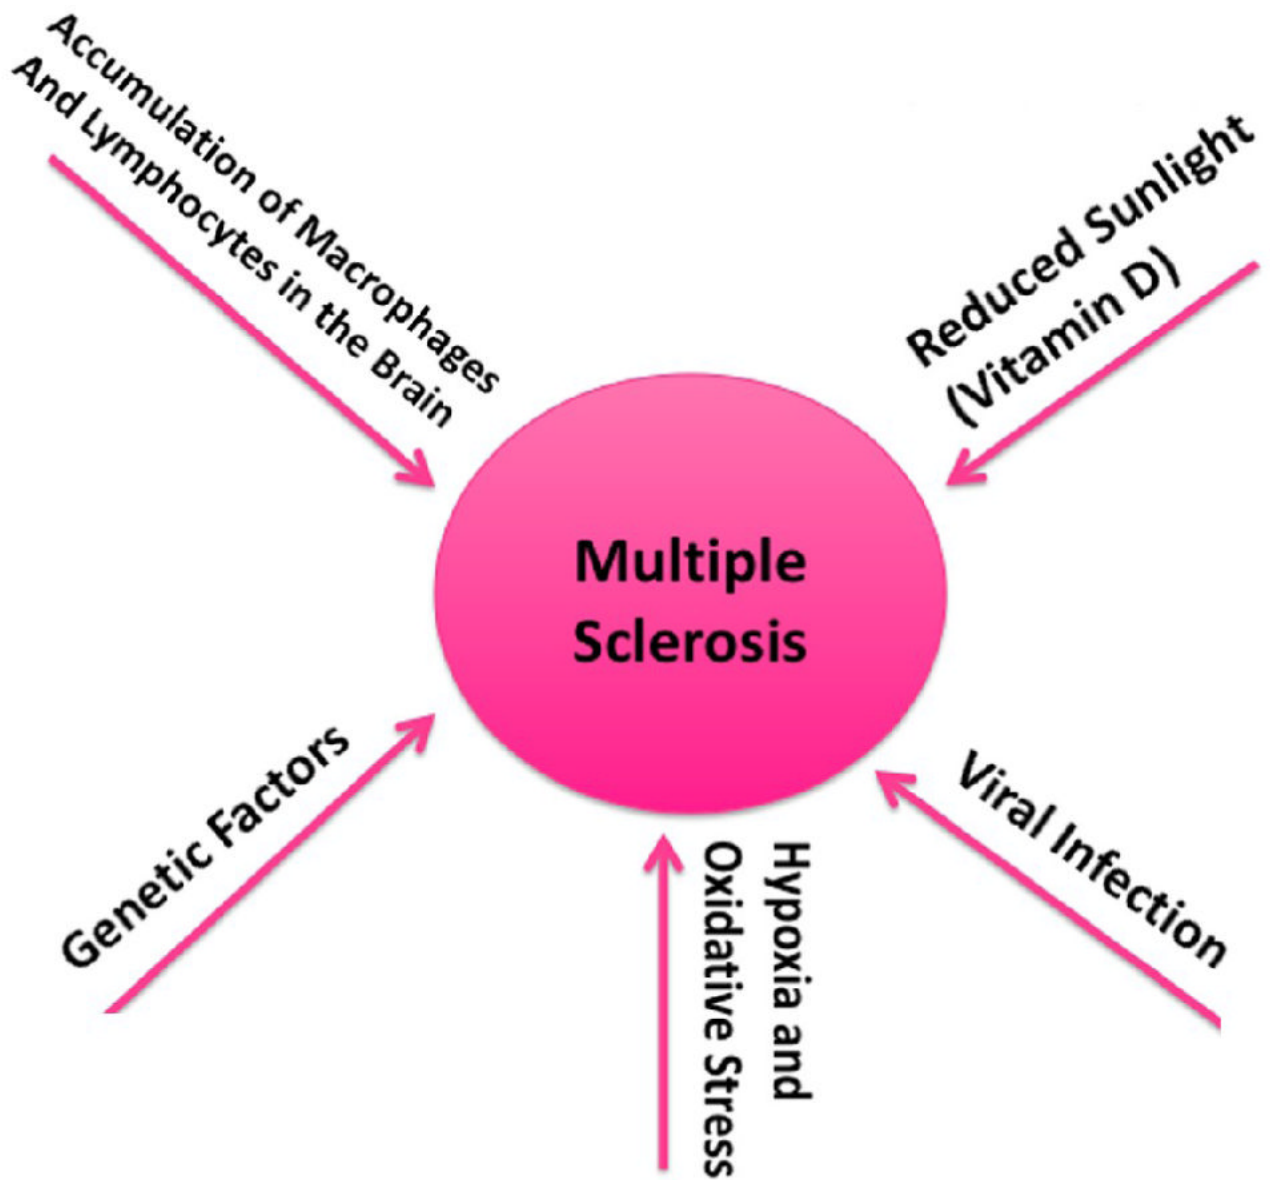 Accumulation of Macrophages
And Lymphocytes in the Brain
Reduced Sunlight
(Vitamin D)
Multiple
Sclerosis
Genetic Factors
Hypoxia and
Oxidative Stress
Viral Infection